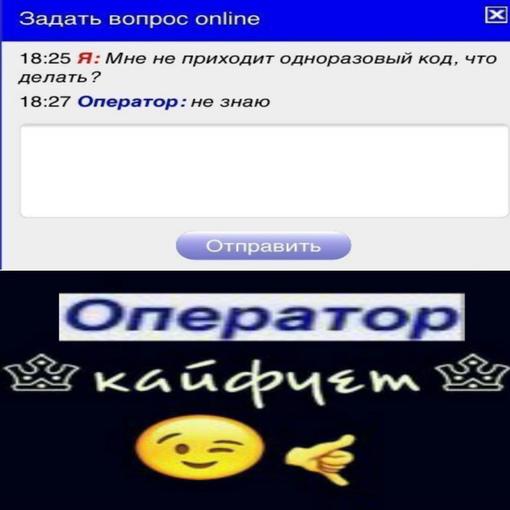 Задать вопрос online
18:25 Я: Мне не приходит одноразовый код, что
делать?
18:27 Оператор: не знаю
Отправить
Оператор
кайфует